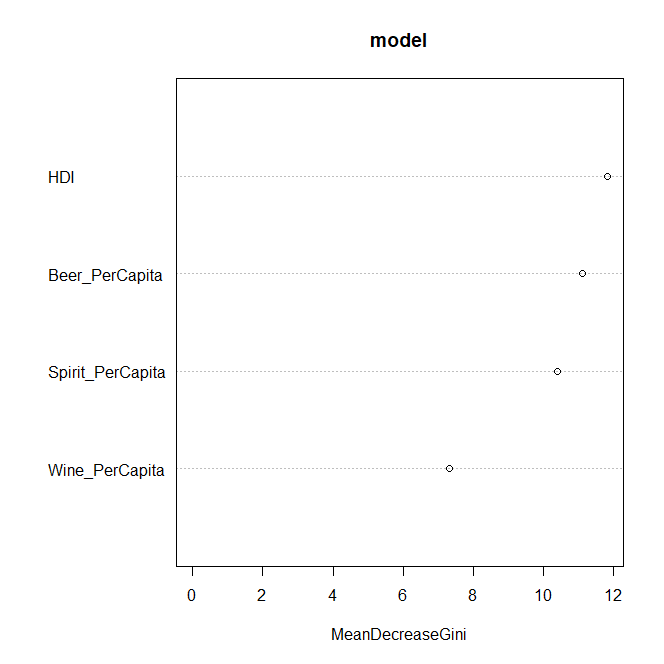 model
HDI
Beer_PerCapita
Spirit_PerCapita
Wine_PerCapita
0 2 4 6 8 10 12
MeanDecreaseGini